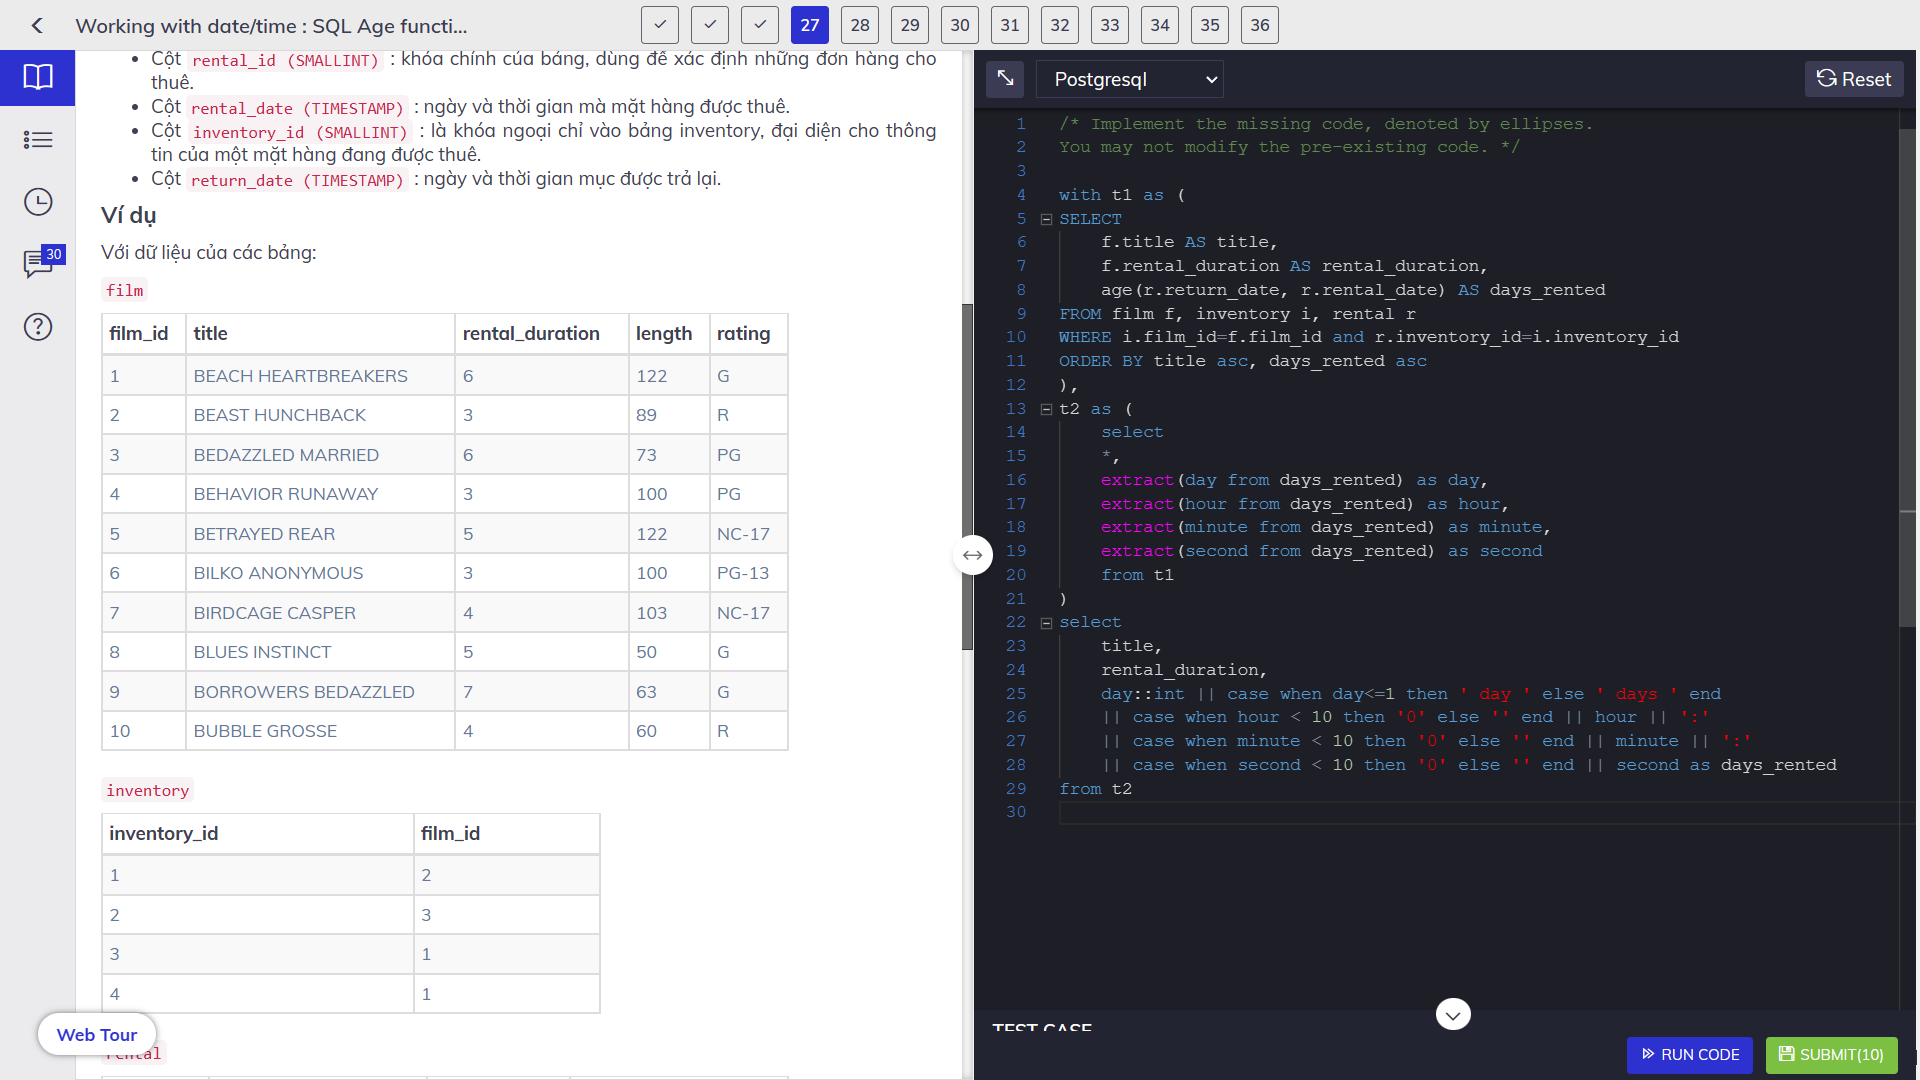 Working with date/time : SQL Age functi...
27 28 29 30 31 32 33 34 35 36
30
Cột rental_id (SMALLINT) : khóa chính của bảng, dùng để xác định những đơn hàng cho
thuê.
Cột rental_date (TIMESTAMP) : ngày và thời gian mà mặt hàng được thuê.
Cột inventory_id (SMALLINT) : là khóa ngoại chỉ vào bảng inventory, đại diện cho thông
tin của một mặt hàng đang được thuê.
Cột return_date (TIMESTAMP) : ngày và thời gian mục được trả lại.
Ví dụ
Với dữ liệu của các bảng:
film
film_id title rental_duration length rating
1 BEACH HEARTBREAKERS 6 122 G
2 BEAST HUNCHBACK 3 89 R
3 BEDAZZLED MARRIED 6 73 PG
4 BEHAVIOR RUNAWAY 3 100 PG
5 BETRAYED REAR 5 122 NC-17
6 BILKO ANONYMOUS 3 100 PG-13
7 BIRDCAGE CASPER 4 103 NC-17
8 BLUES INSTINCT 5 50 G
9 BORROWERS BEDAZZLED 7 63 G
10 BUBBLE GROSSE 4 60 R
inventory
inventory_id film_id
1 2
2 3
3 1
4 1
Web Tour
rental
Postgresql
Reset
1 /* Implement the missing code, denoted by ellipses.
2 You may not modify the pre-existing code. */
3
4 with t1 as (
5 SELECT
6 f.title AS title,
7 f.rental_duration AS rental_duration,
8 age(r.return_date, r.rental_date) AS days_rented
9 FROM film f, inventory i, rental r
10 WHERE i.film_id=f.film_id and r.inventory_id=i.inventory_id
11 ORDER BY title asc, days_rented asc
12 ),
13 t2 as (
14 select
15 *,
16 extract(day from days_rented) as day,
17 extract(hour from days_rented) as hour,
18 extract(minute from days_rented) as minute,
19 extract(second from days_rented) as second
20 from t1
21 )
22 select
23 title,
24 rental_duration,
25 day::int || case when day<=1 then ' day ' else ' days ' end
26 || case when hour < 10 then '0' else '' end || hour || ':'
27 || case when minute < 10 then '0' else '' end || minute || ':'
28 || case when second < 10 then '0' else '' end || second as days_rented
29 from t2
30
TEST CASE
RUN CODE
SUBMIT(10)